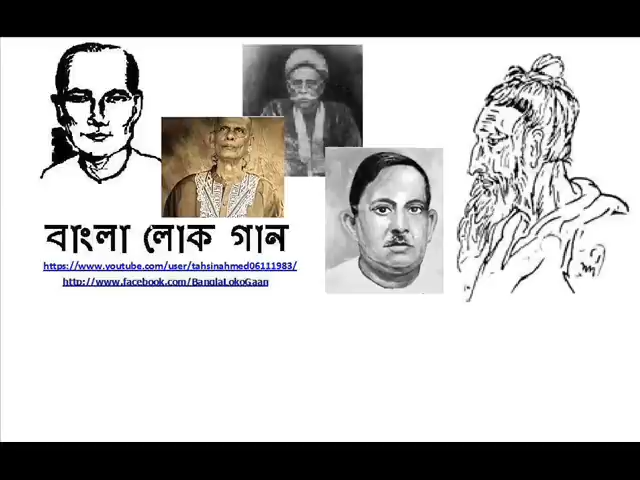 বাংলা লোক গান
https://www.youtube.com/user/tahsinahmed06111983/
http://www.facebook.com/BanglaLokoGaan